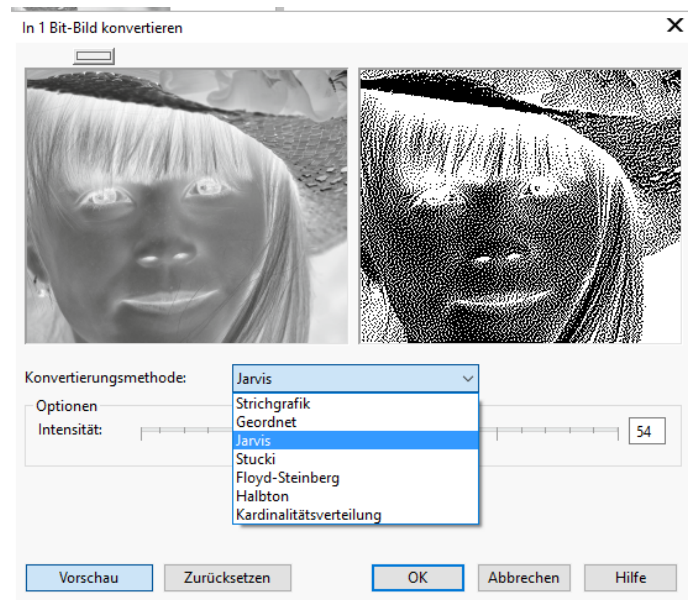 In 1 Bit-Bild konvertieren
Konvertierungsmethode:
Jarvis
Strichgrafik
Geordnet
Jarvis
Stucki
Floyd-Steinberg
Halbton
Kardinalitätsverteilung
Optionen
Intensität:
54
Vorschau
Zurücksetzen
OK
Abbrechen
Hilfe